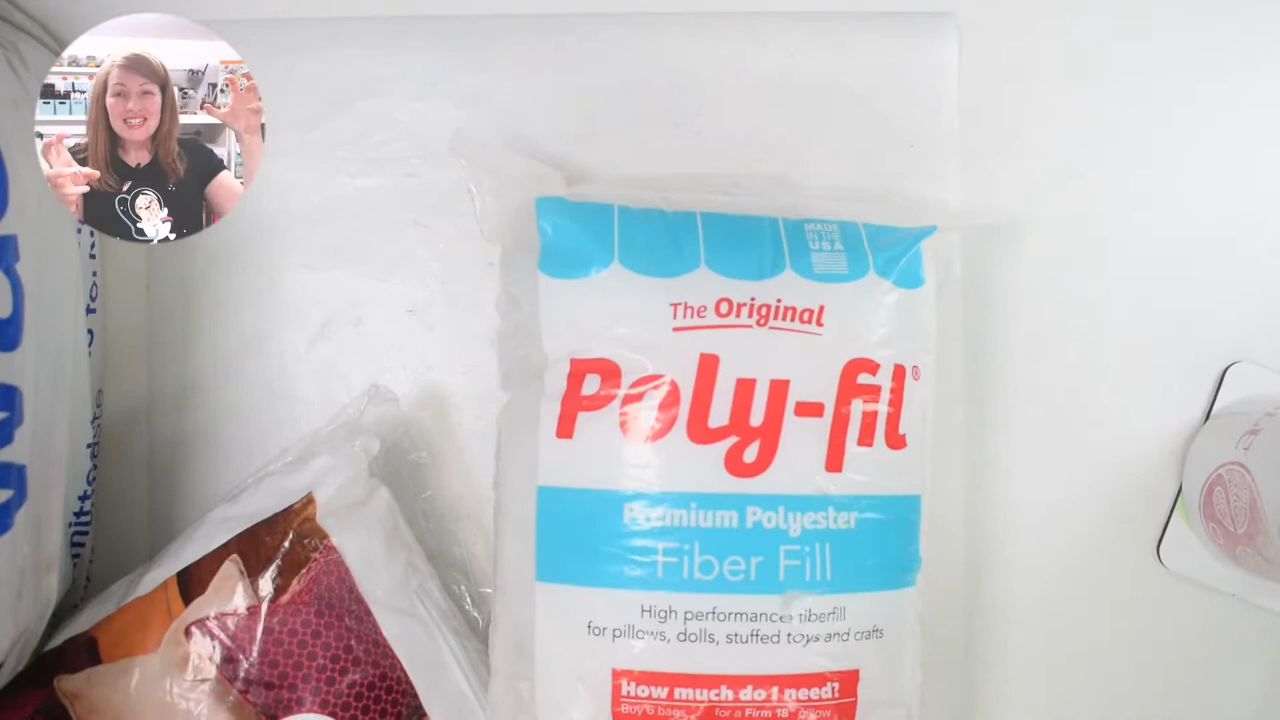 MADE
IN THE
USA
The Original
Poly-fil®
Premium Polyester
Fiber Fill
High performance fiberfill
for pillows, dolls, stuffed toys and crafts
How much do I need?
Buy 6 bags for a Firm 18" pillow